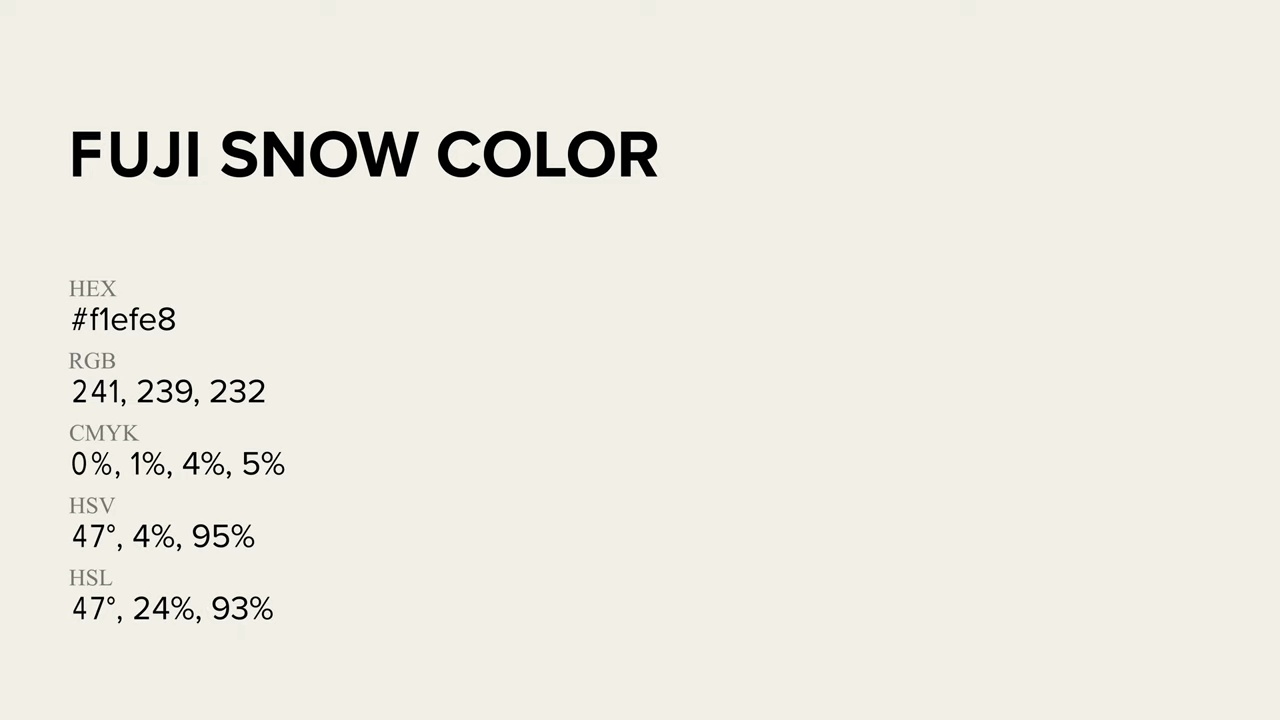 FUJI SNOW COLOR
HEX
#f1efe8
RGB
241, 239, 232
CMYK
0%, 1%, 4%, 5%
HSV
47°, 4%, 95%
HSL
47°, 24%, 93%